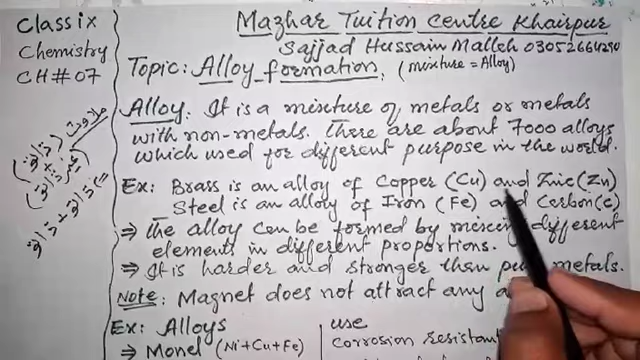 Class ix
Chemistry
CH#07
Mazhar Tuition Centre Khairpur
Sajjad Hussain Malleh
Topic: Alloy formation. (mixture = Alloy)
Alloy. It is a mixture of metals or metals
with non-metals. There are about 7000 alloys
which used for different purpose in the world.
Ex: Brass is an alloy of Copper (Cu) and Zinc (Zn)
Steel is an alloy of Iron (Fe) and Carbon (C)
⇒ The alloy can be formed by mixing different
elements in different proportions.
⇒ It is harder and stronger than pure metals.
Note: Magnet does not attract any
Ex: Alloys
use
⇒ Monel (Ni+Cu+Fe)
Corrosion resistant